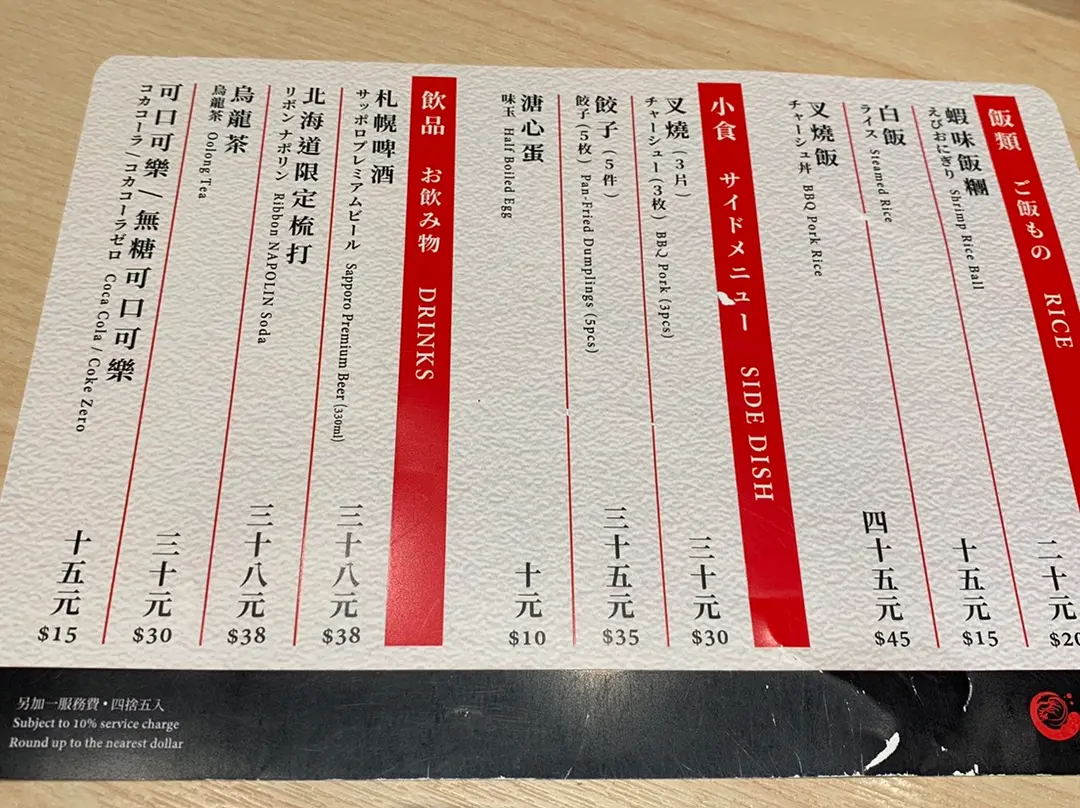 飯類 ご飯もの RICE
蝦味飯糰
えびおにぎり Shrimp Rice Ball
二十元
$20
白飯
ライス Steamed Rice
十五元
$15
叉燒飯
チャーシュ丼 BBQ Pork Rice
四十五元
$45
小食 サイドメニュー SIDE DISH
叉燒（3片）
チャーシュー（3枚）BBQ Pork (3pcs)
三十元
$30
餃子（5件）
餃子（5枚）Pan-Fried Dumplings (5pcs)
三十五元
$35
溏心蛋
味玉 Half Boiled Egg
十元
$10
飲品 お飲み物 DRINKS
札幌啤酒
サッポロプレミアムビール Sapporo Premium Beer (330ml)
三十八元
$38
北海道限定梳打
リボン ナポリン Ribbon NAPOLIN Soda
三十八元
$38
烏龍茶
烏龍茶 Oolong Tea
三十元
$30
可口可樂 / 無糖可口可樂
コカコーラ / コカコーラゼロ Coca Cola / Coke Zero
十五元
$15
另加一服務費・四捨五入
Subject to 10% service charge
Round up to the nearest dollar